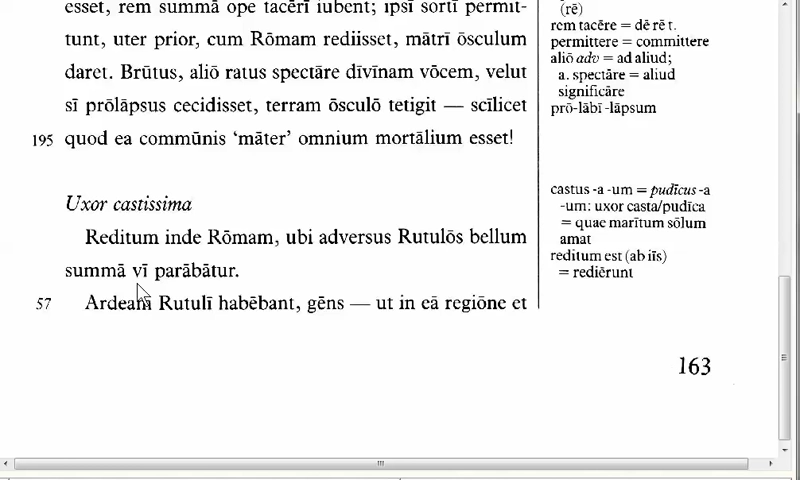 esset, rem summā ope tacērī iubent; ipsī sortī permit-
tunt, uter prior, cum Rōmam rediisset, mātrī ōsculum
daret. Brūtus, aliō ratus spectāre dīvīnam vōcem, velut
sī prōlāpsus cecidisset, terram ōsculō tetigit — scīlicet
195 quod ea commūnis ‘māter’ omnium mortālium esset!
Uxor castissima
Reditum inde Rōmam, ubi adversus Rutulōs bellum
summā vī parābātur.
57 Ardeam Rutulī habēbant, gēns — ut in eā regiōne et
(rē)
rem tacēre = dē rē t.
permittere = committere
aliō adv = ad aliud;
a. spectāre = aliud
significāre
prō-lābī -lāpsum
castus -a -um = pudīcus -a
-um: uxor casta/pudīca
= quae marītum sōlum
amat
reditum est (ab iīs)
= rediērunt
163